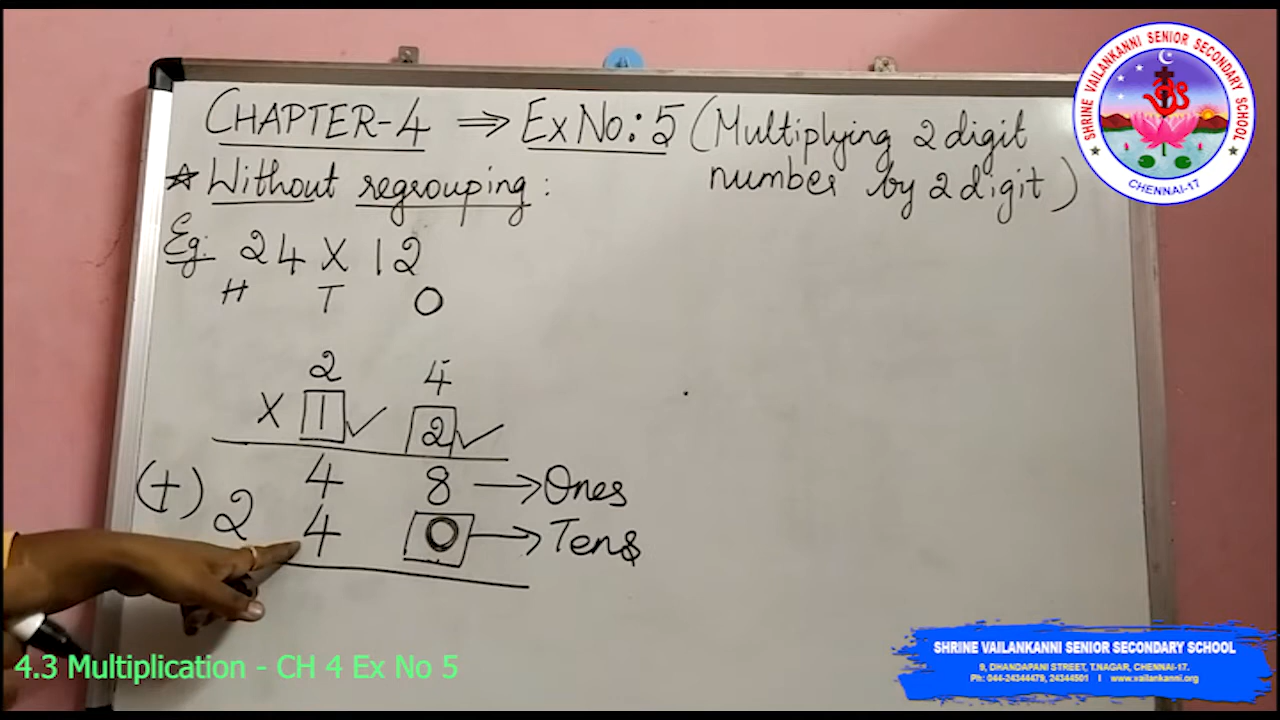 CHAPTER-4 ⇒ Ex No: 5 (Multiplying 2 digit
number by 2 digit)
☆ Without regrouping :
Eg: 24 X 12
H T O
2 4
X 1 ✓ 2 ✓
4 8 → Ones
(+) 2 4 0 → Tens
SHRINE VAILANKANNI SENIOR SECONDARY SCHOOL
CHENNAI-17
4.3 Multiplication - CH 4 Ex No 5
SHRINE VAILANKANNI SENIOR SECONDARY SCHOOL
9, DHANDAPANI STREET, T.NAGAR, CHENNAI-17.
Ph: 044-24344479, 24344501 I www.vailankanni.org